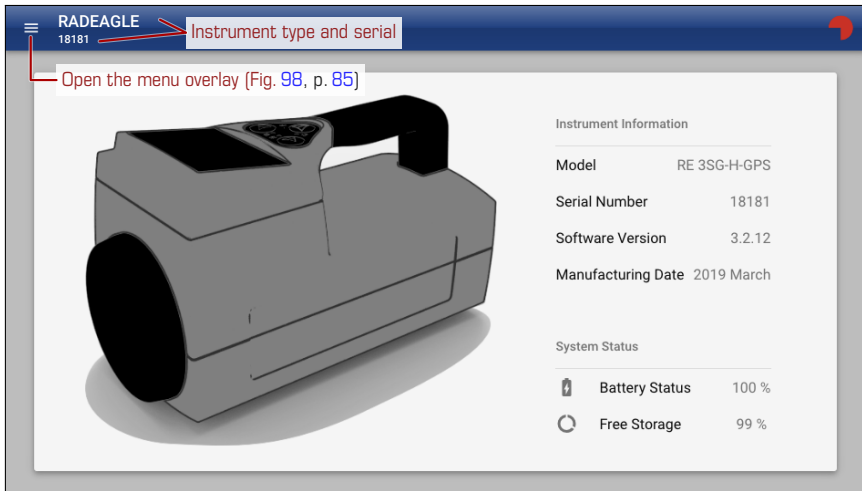 RADEAGLE
18181
Instrument type and serial
Open the menu overlay (Fig. 98, p. 85)
Instrument Information
Model RE 3SG-H-GPS
Serial Number 18181
Software Version 3.2.12
Manufacturing Date 2019 March
System Status
Battery Status 100 %
Free Storage 99 %